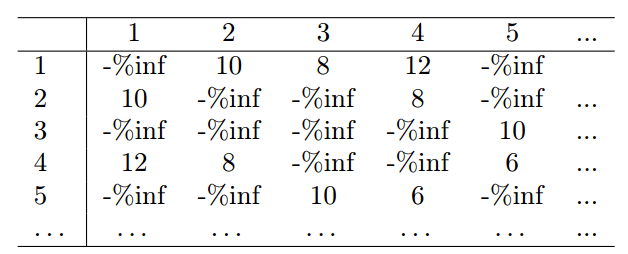 1 2 3 4 5 ...
1 -%inf 10 8 12 -%inf
2 10 -%inf -%inf 8 -%inf ...
3 -%inf -%inf -%inf -%inf 10 ...
4 12 8 -%inf -%inf 6 ...
5 -%inf -%inf 10 6 -%inf ...
... ... ... ... ... ... ...